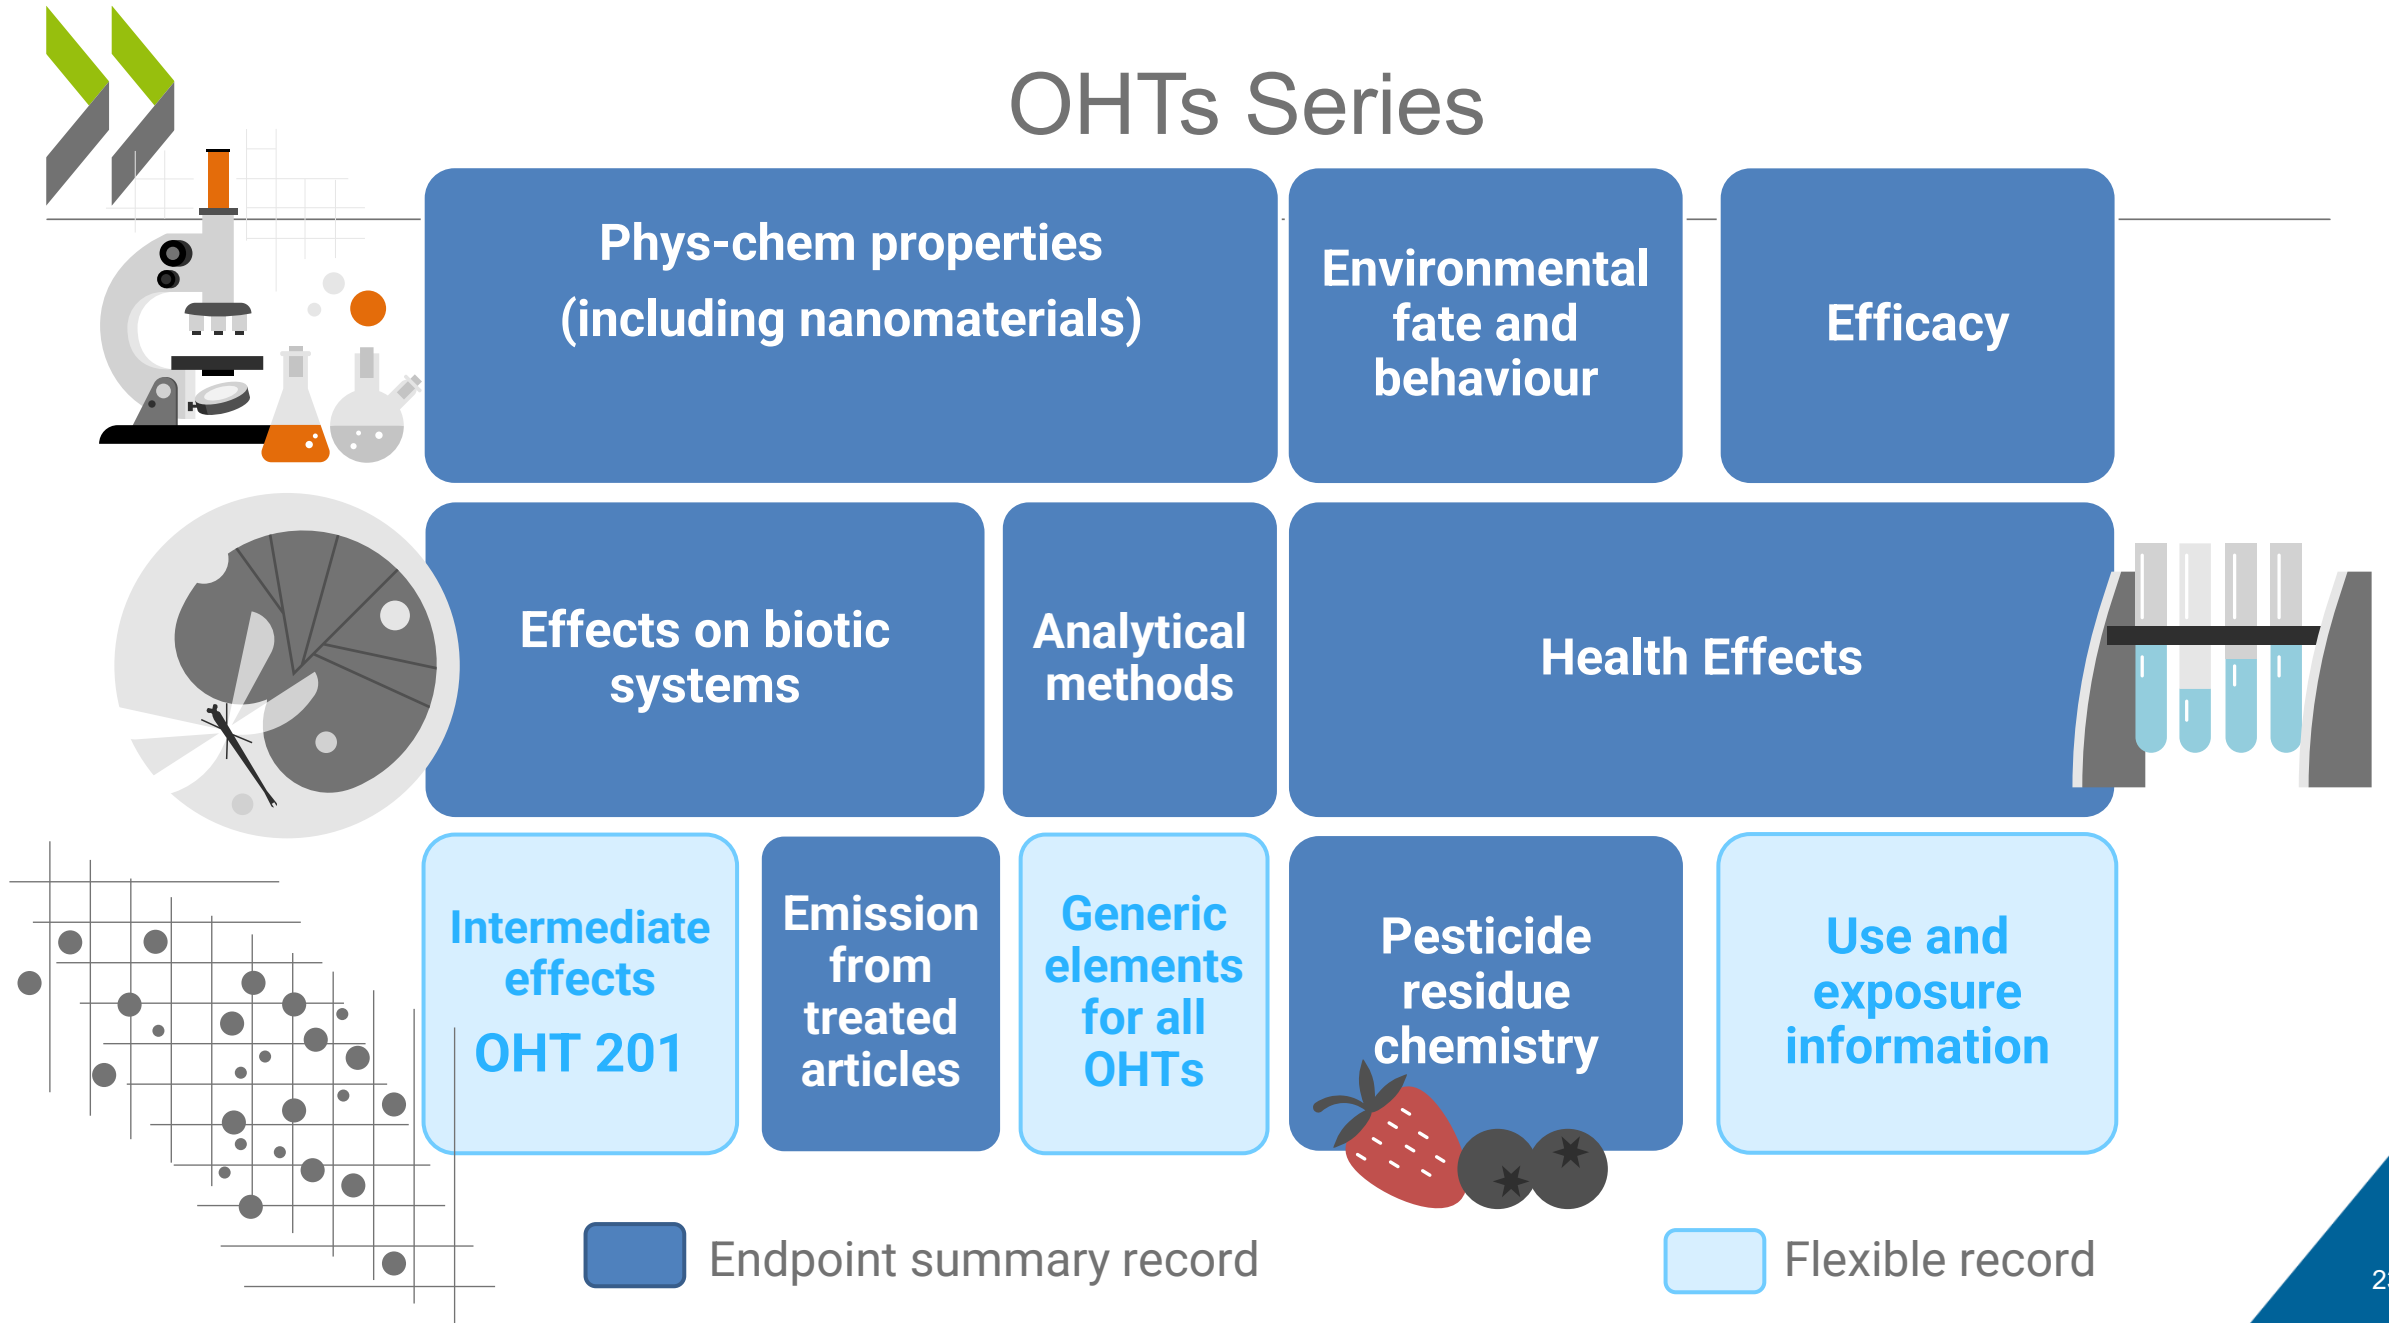 OHTs Series
Phys-chem properties
(including nanomaterials)
Environmental
fate and
behaviour
Efficacy
Effects on biotic
systems
Analytical
methods
Health Effects
Intermediate
effects
OHT 201
Emission
from
treated
articles
Generic
elements
for all
OHTs
Pesticide
residue
chemistry
Use and
exposure
information
Endpoint summary record
Flexible record